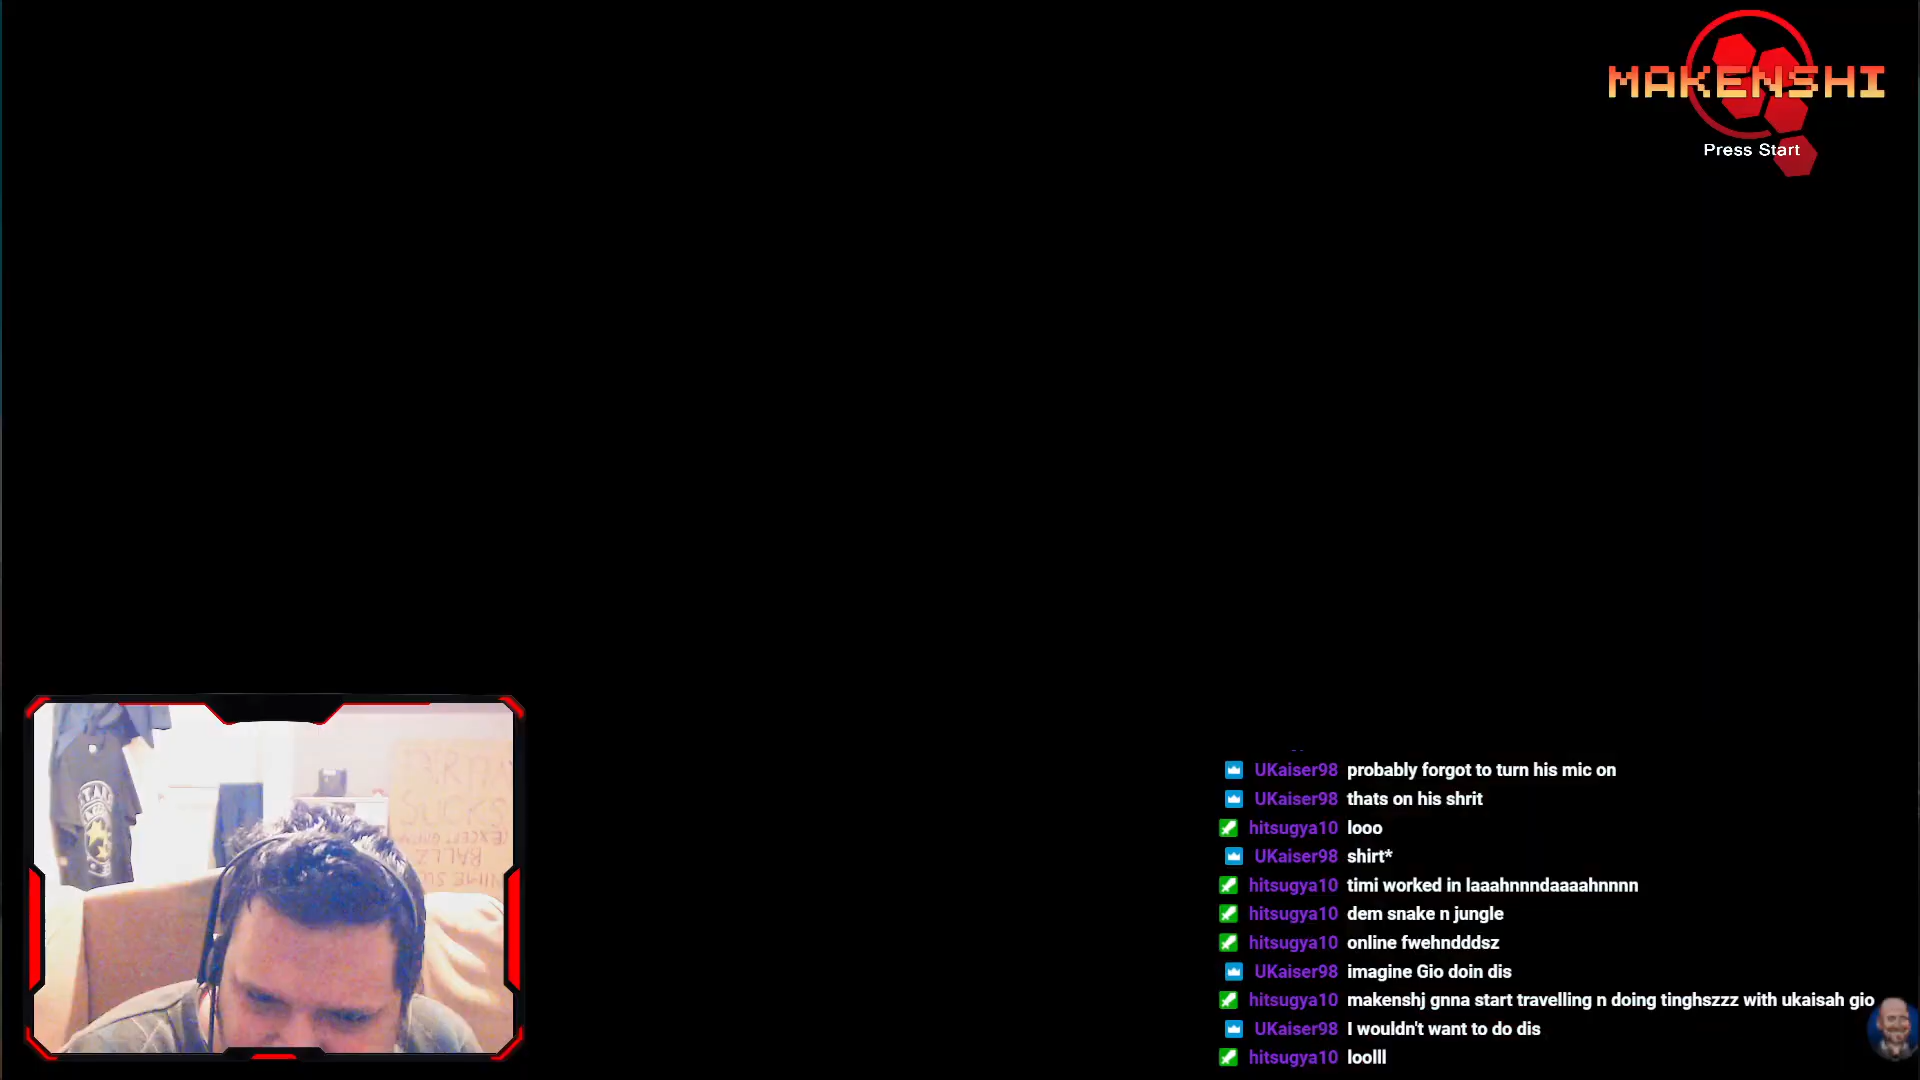 MAKENSHI
Press Start
UKaiser98 probably forgot to turn his mic on
UKaiser98 thats on his shrit
hitsugya10 looo
UKaiser98 shirt*
hitsugya10 timi worked in laaahnnndaaaahnnnn
hitsugya10 dem snake n jungle
hitsugya10 online fwehndddsz
UKaiser98 imagine Gio doin dis
hitsugya10 makenshj gnna start travelling n doing tinghszzz with ukaisah gio
UKaiser98 I wouldn't want to do dis
hitsugya10 loolll
SUCKS
BALLZ